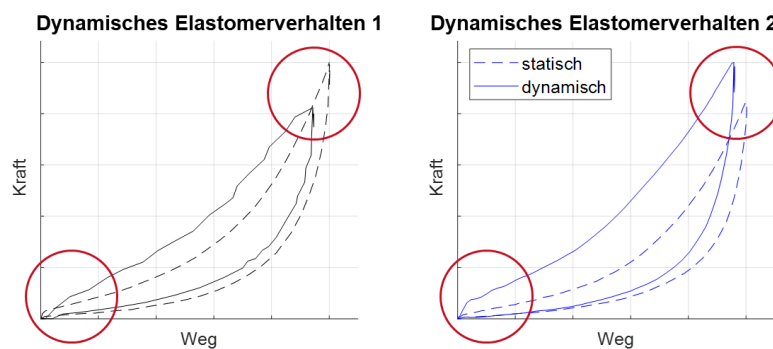 Dynamisches Elastomerverhalten 1
Kraft
Weg
Dynamisches Elastomerverhalten 2
statisch
dynamisch
Kraft
Weg